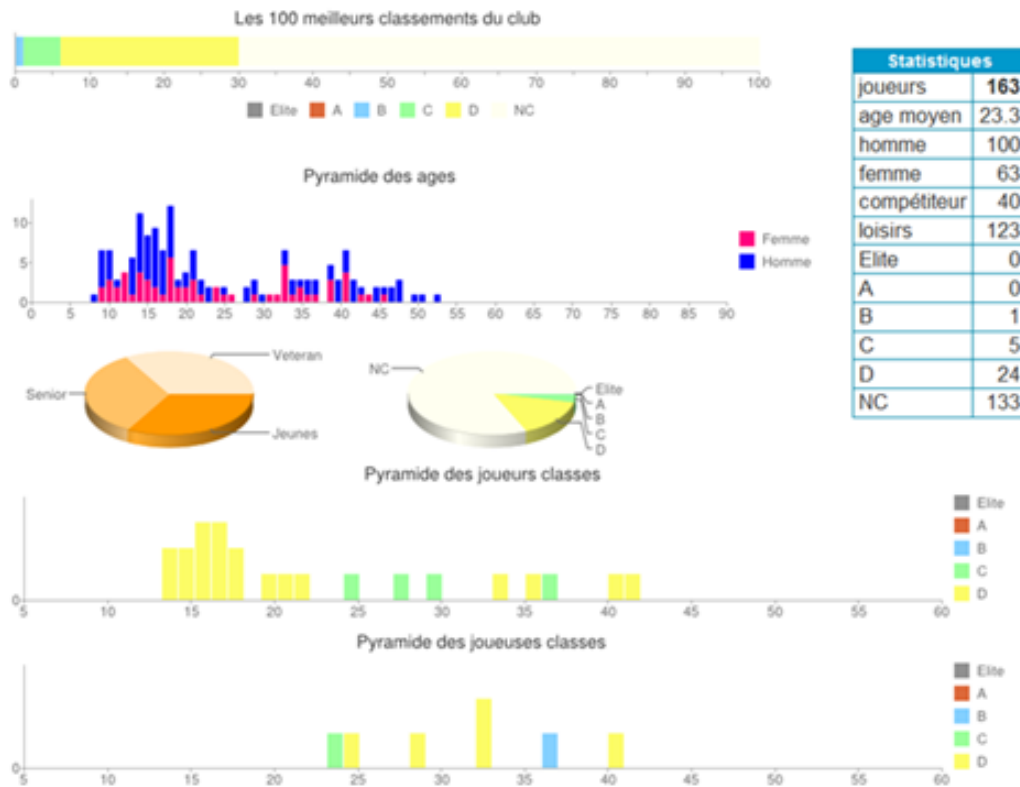 Les 100 meilleurs classements du club
0 10 20 30 40 50 60 70 80 90 100
Elite A B C D NC
Statistiques
joueurs 163
age moyen 23.3
homme 100
femme 63
compétiteur 40
loisirs 123
Elite 0
A 0
B 1
C 5
D 24
NC 133
Pyramide des ages
10
5
0
0 5 10 15 20 25 30 35 40 45 50 55 60 65 70 75 80 85 90
Femme
Homme
Veteran
Senior
Jeunes
NC
Elite
A
B
C
D
Pyramide des joueurs classes
0
5 10 15 20 25 30 35 40 45 50 55 60
Elite
A
B
C
D
Pyramide des joueuses classes
0
5 10 15 20 25 30 35 40 45 50 55 60
Elite
A
B
C
D